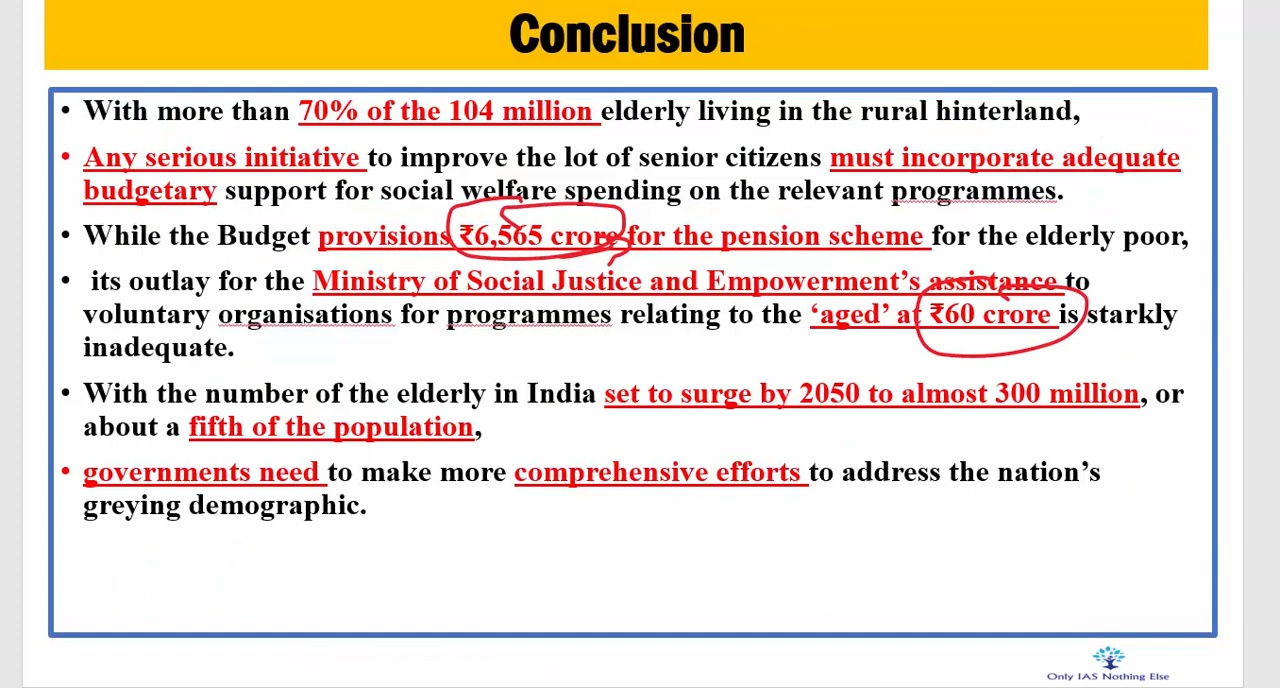 Conclusion
• With more than 70% of the 104 million elderly living in the rural hinterland,
• Any serious initiative to improve the lot of senior citizens must incorporate adequate
budgetary support for social welfare spending on the relevant programmes.
• While the Budget provisions ₹6,565 crore for the pension scheme for the elderly poor,
• its outlay for the Ministry of Social Justice and Empowerment’s assistance to
voluntary organisations for programmes relating to the ‘aged’ at ₹60 crore is starkly
inadequate.
• With the number of the elderly in India set to surge by 2050 to almost 300 million, or
about a fifth of the population,
• governments need to make more comprehensive efforts to address the nation’s
greying demographic.
Only IAS Nothing Else